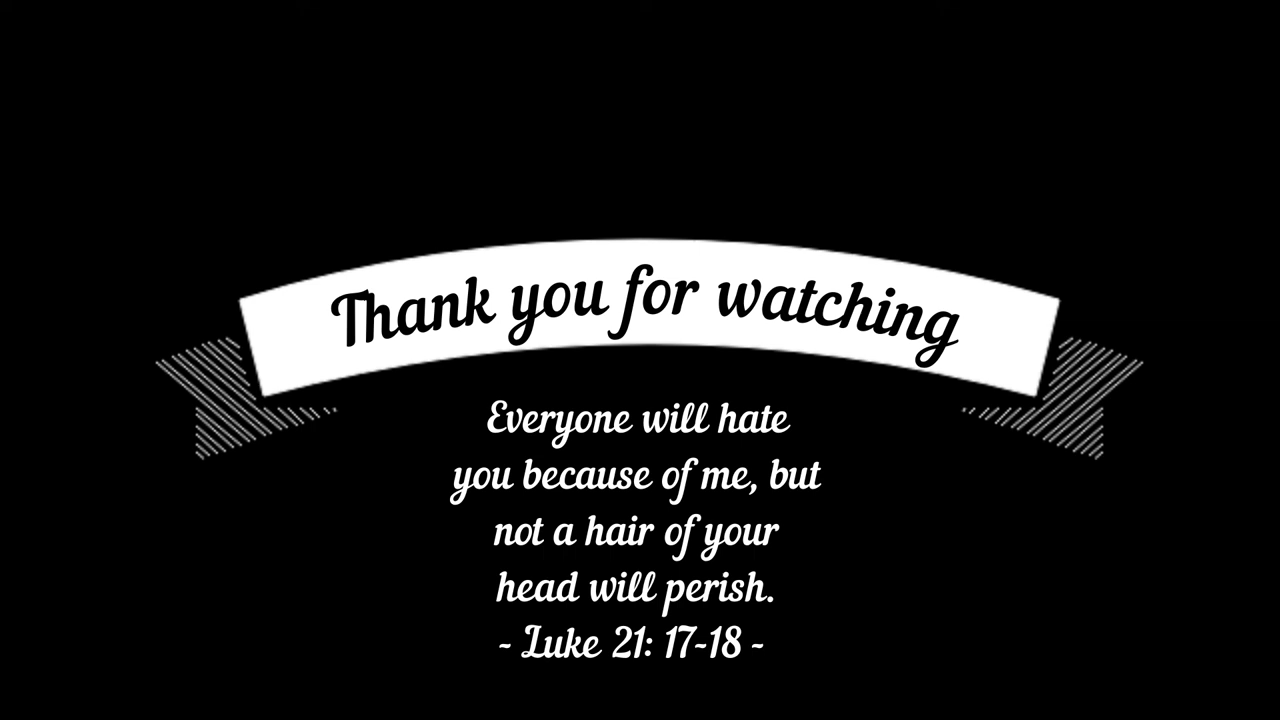 Thank you for watching
Everyone will hate
you because of me, but
not a hair of your
head will perish.
- Luke 21: 17-18 -